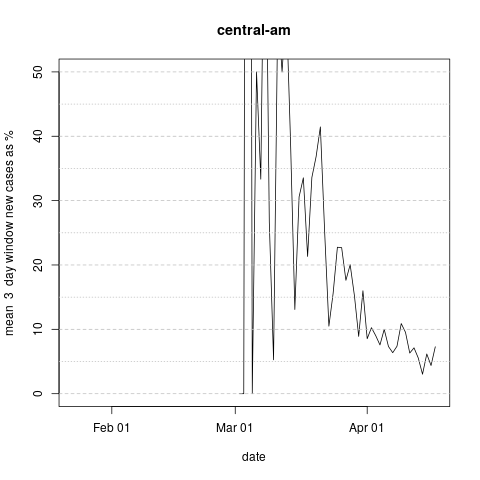 central-am
mean 3 day window new cases as %
50
40
30
20
10
0
Feb 01
Mar 01
Apr 01
date